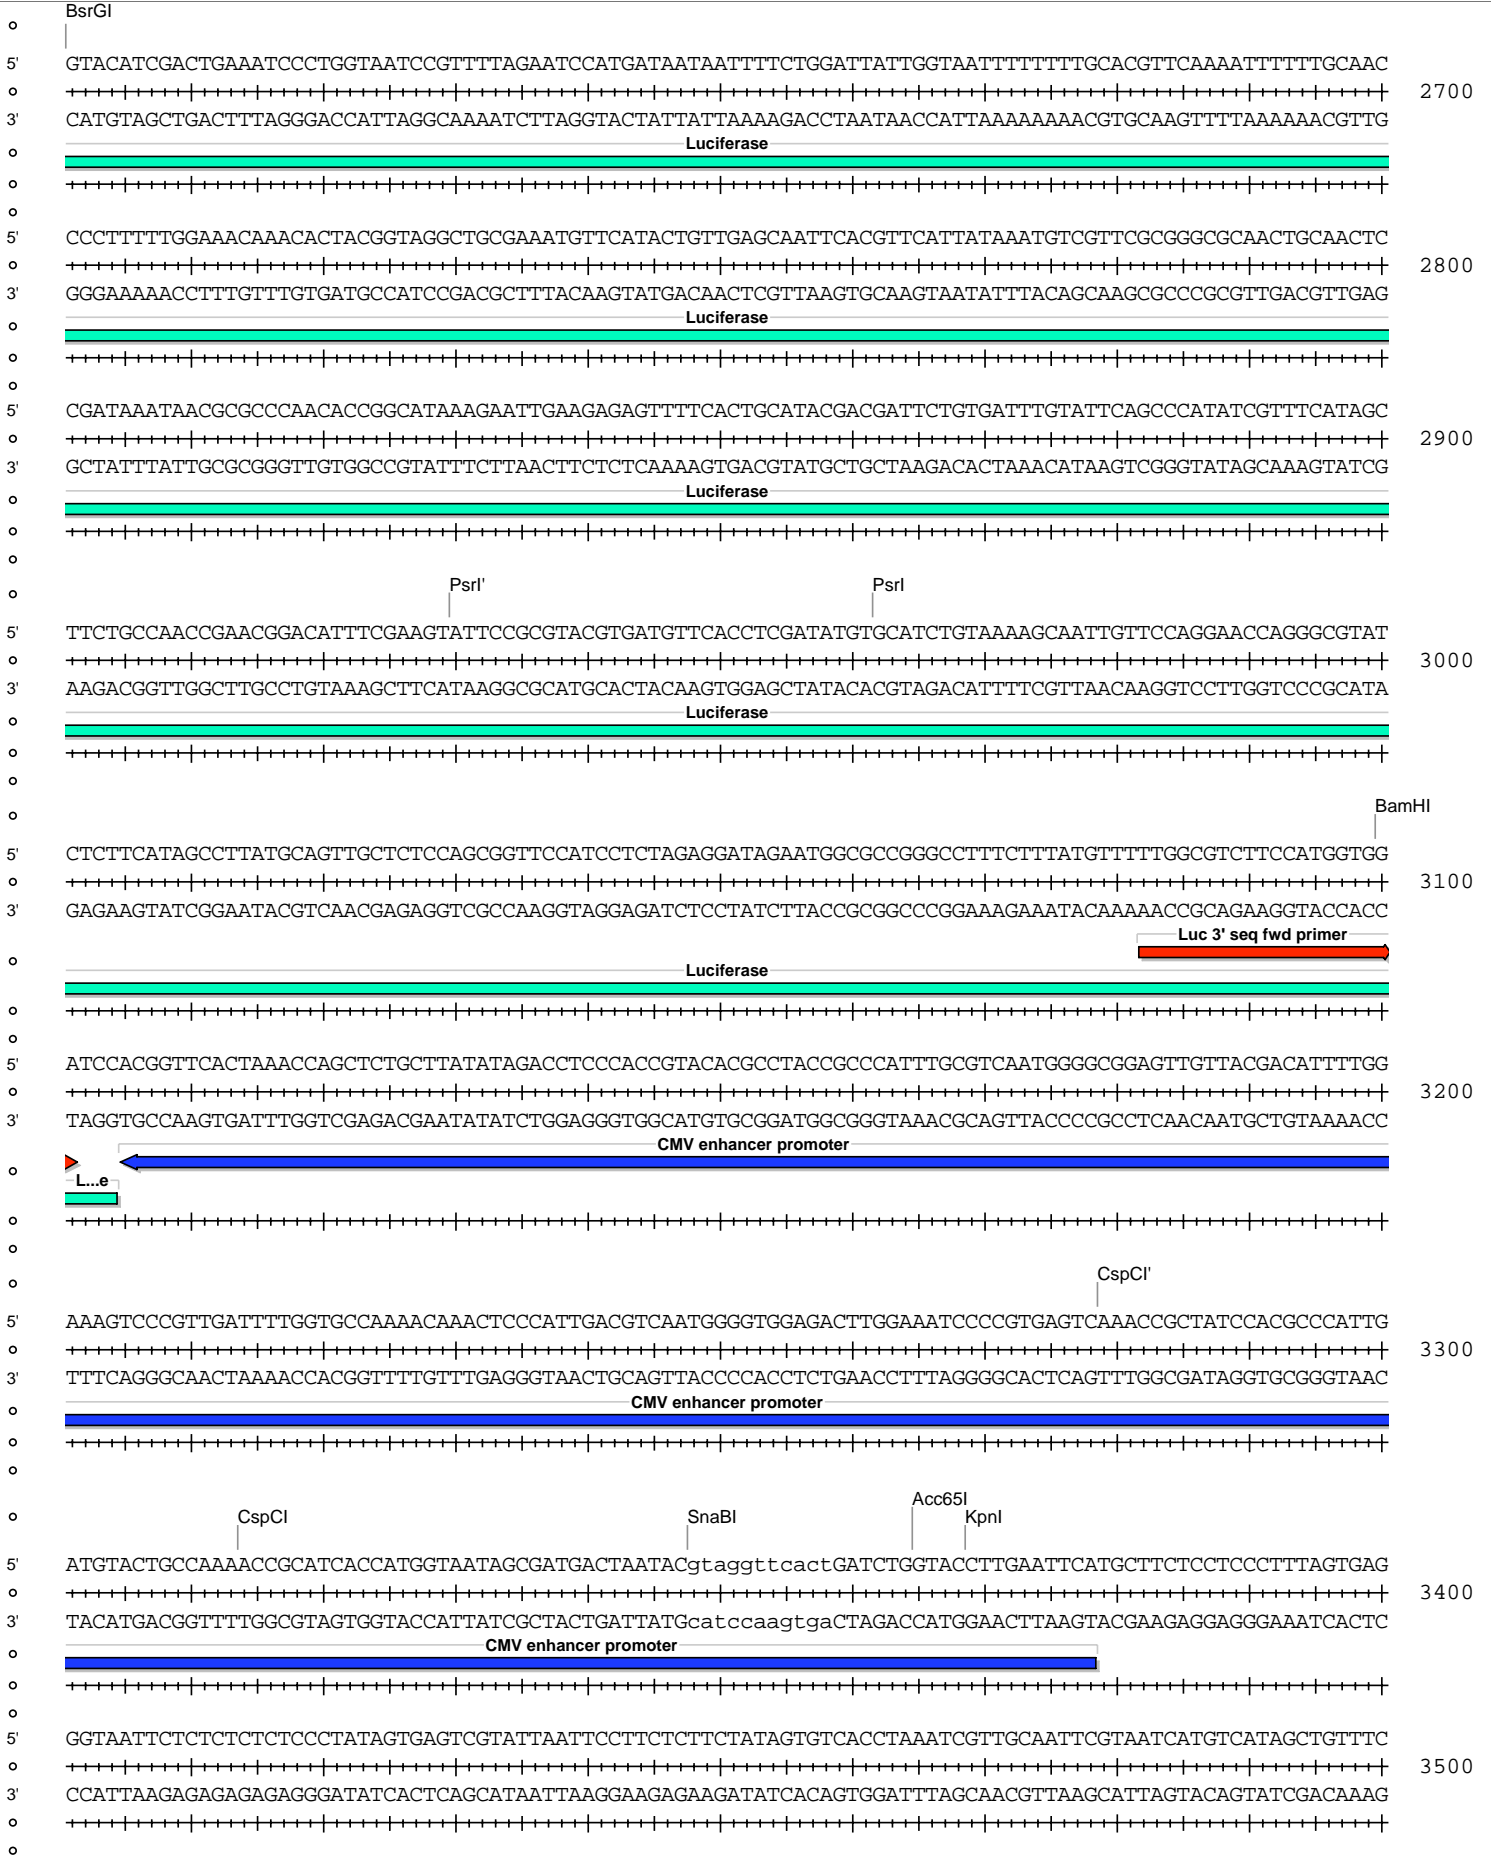 BsrGI
5' GTACATCGACTGAAATCCCTGGTAATCCGTTTTAGAATCCATGATAATAATTTTCTGGATTATTGGTAATTTTTTTTGCACGTTCAAAATTTTTTGCAAC
2700
3' CATGTAGCTGACTTTAGGGACCATTAGGCAAAATCTTAGGTACTATTATTAAAAGACCTAATAACCATTAAAAAAAACGTGCAAGTTTTAAAAAACGTTG
Luciferase
5' CCCTTTTTGGAAACAAACACTACGGTAGGCTGCGAAATGTTCATACTGTTGAGCAATTCACGTTCATTATAAATGTCGTTCGCGGGCGCAACTGCAACTC
2800
3' GGGAAAAACCTTTGTTTGTGATGCCATCCGACGCTTTACAAGTATGACAACTCGTTAAGTGCAAGTAATATTTACAGCAAGCGCCCGCGTTGACGTTGAG
Luciferase
5' CGATAAATAACGCGCCCAACACCGGCATAAAGAATTGAAGAGAGTTTTCACTGCATACGACGATTCTGTGATTTGTATTCAGCCCATATCGTTTCATAGC
2900
3' GCTATTTATTGCGCGGGTTGTGGCCGTATTTCTTAACTTCTCTCAAAAGTGACGTATGCTGCTAAGACACTAAACATAAGTCGGGTATAGCAAAGTATCG
Luciferase
PsrI' PsrI
5' TTCTGCCAACCGAACGGACATTTCGAAGTATTCCGCGTACGTGATGTTCACCTCGATATGTGCATCTGTAAAAGCAATTGTTCCAGGAACCAGGGCGTAT
3000
3' AAGACGGTTGGCTTGCCTGTAAAGCTTCATAAGGCGCATGCACTACAAGTGGAGCTATACACGTAGACATTTTCGTTAACAAGGTCCTTGGTCCCGCATA
Luciferase
BamHI
5' CTCTTCATAGCCTTATGCAGTTGCTCTCCAGCGGTTCCATCCTCTAGAGGATAGAATGGCGCCGGGCCTTTCTTTATGTTTTTGGCGTCTTCCATGGTGG
3100
3' GAGAAGTATCGGAATACGTCAACGAGAGGTCGCCAAGGTAGGAGATCTCCTATCTTACCGCGGCCCGGAAAGAAATACAAAAACCGCAGAAGGTACCACC
Luc 3' seq fwd primer
Luciferase
5' ATCCACGGTTCACTAAACCAGCTCTGCTTATATAGACCTCCCACCGTACACGCCTACCGCCCATTTGCGTCAATGGGGCGGAGTTGTTACGACATTTTGG
3200
3' TAGGTGCCAAGTGATTTGGTCGAGACGAATATATCTGGAGGGTGGCATGTGCGGATGGCGGGTAAACGCAGTTACCCCGCCTCAACAATGCTGTAAAACC
CMV enhancer promoter
L...e
CspCI'
5' AAAGTCCCGTTGATTTTGGTGCCAAAACAAACTCCCATTGACGTCAATGGGGTGGAGACTTGGAAATCCCCGTGAGTCAAACCGCTATCCACGCCCATTG
3300
3' TTTCAGGGCAACTAAAACCACGGTTTTGTTTGAGGGTAACTGCAGTTACCCCACCTCTGAACCTTTAGGGGCACTCAGTTTGGCGATAGGTGCGGGTAAC
CMV enhancer promoter
CspCI SnaBI Acc65I KpnI
5' ATGTACTGCCAAAACCGCATCACCATGGTAATAGCGATGACTAATACgtaggttcactGATCTGGTACCTTGAATTCATGCTTCTCCTCCCTTTAGTGAG
3400
3' TACATGACGGTTTTGGCGTAGTGGTACCATTATCGCTACTGATTATGcatccaagtgaCTAGACCATGGAACTTAAGTACGAAGAGGAGGGAAATCACTC
CMV enhancer promoter
5' GGTAATTCTCTCTCTCTCCCTATAGTGAGTCGTATTAATTCCTTCTCTTCTATAGTGTCACCTAAATCGTTGCAATTCGTAATCATGTCATAGCTGTTTC
3500
3' CCATTAAGAGAGAGAGAGGGATATCACTCAGCATAATTAAGGAAGAGAAGATATCACAGTGGATTTAGCAACGTTAAGCATTAGTACAGTATCGACAAAG